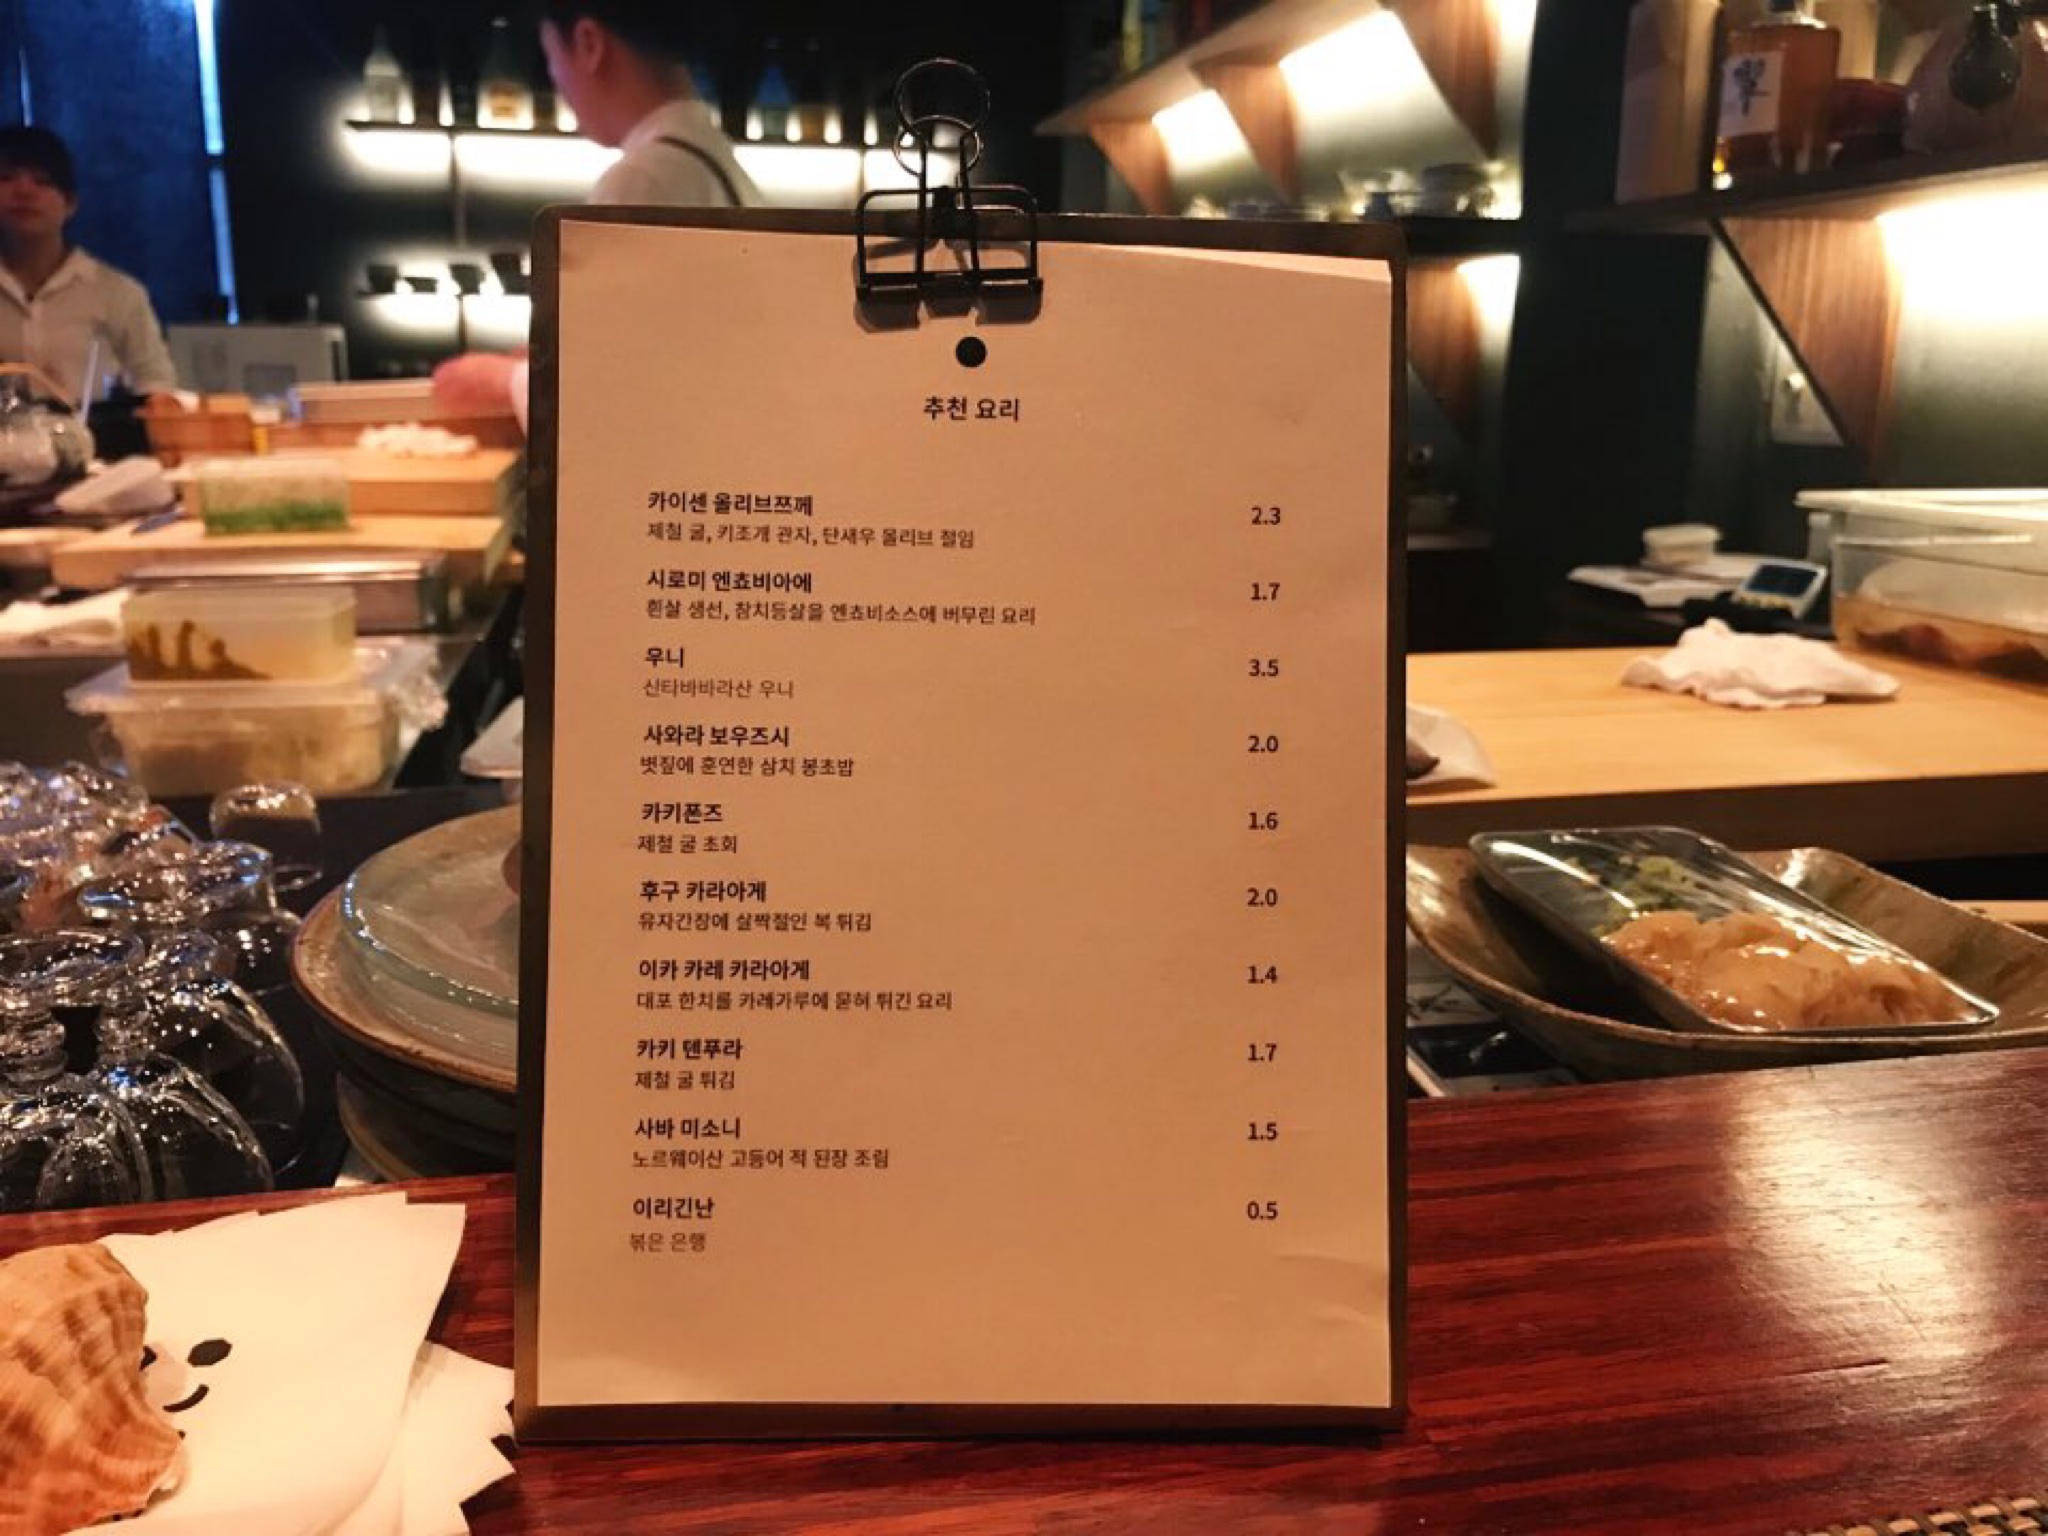 추천 요리
카이센 올리브쯔께 2.3
제철 굴, 키조개 관자, 단새우 올리브 절임
시로미 엔쵸비아에 1.7
흰살 생선, 참치등살을 엔쵸비소스에 버무린 요리
우니 3.5
산타바바라산 우니
사와라 보우즈시 2.0
볏짚에 훈연한 삼치 봉초밥
카키폰즈 1.6
제철 굴 초회
후구 카라아게 2.0
유자간장에 살짝절인 복 튀김
이카 카레 카라아게 1.4
대포 한치를 카레가루에 묻혀 튀긴 요리
카키 텐푸라 1.7
제철 굴 튀김
사바 미소니 1.5
노르웨이산 고등어 적 된장 조림
이리긴난 0.5
볶은 은행